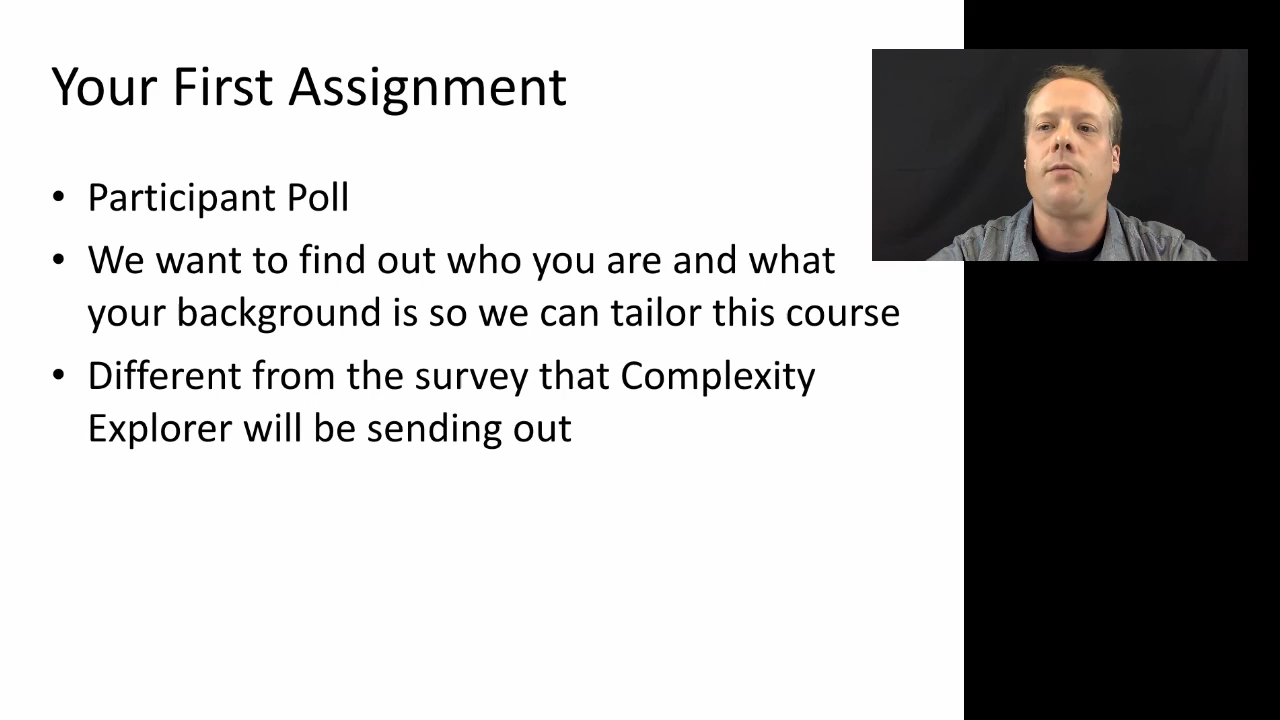 Your First Assignment
• Participant Poll
• We want to find out who you are and what
your background is so we can tailor this course
• Different from the survey that Complexity
Explorer will be sending out